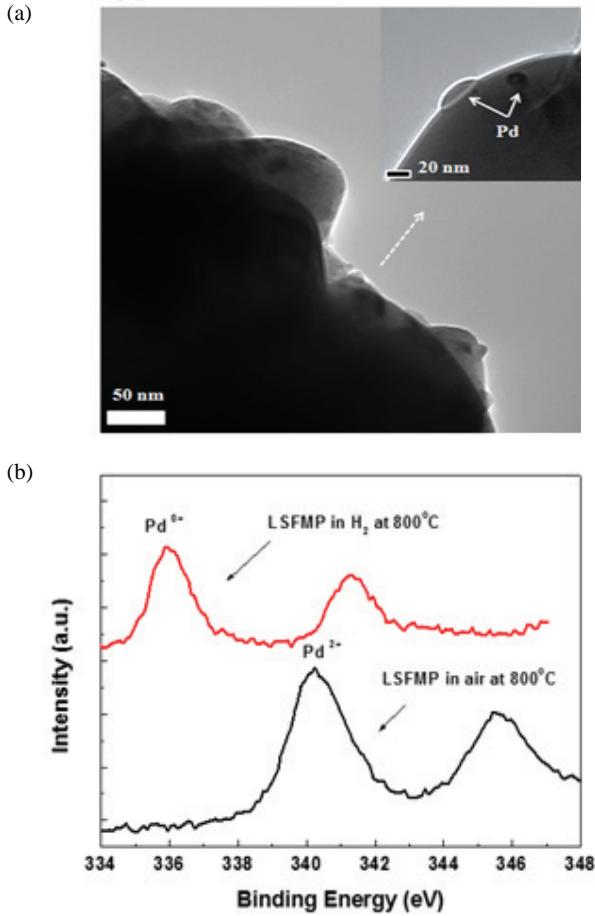 (a)
Pd
20 nm
50 nm
(b)
Pd 0+
LSFMP in H2 at 800°C
Pd 2+
LSFMP in air at 800°C
Intensity (a.u.)
334 336 338 340 342 344 346 348
Binding Energy (eV)